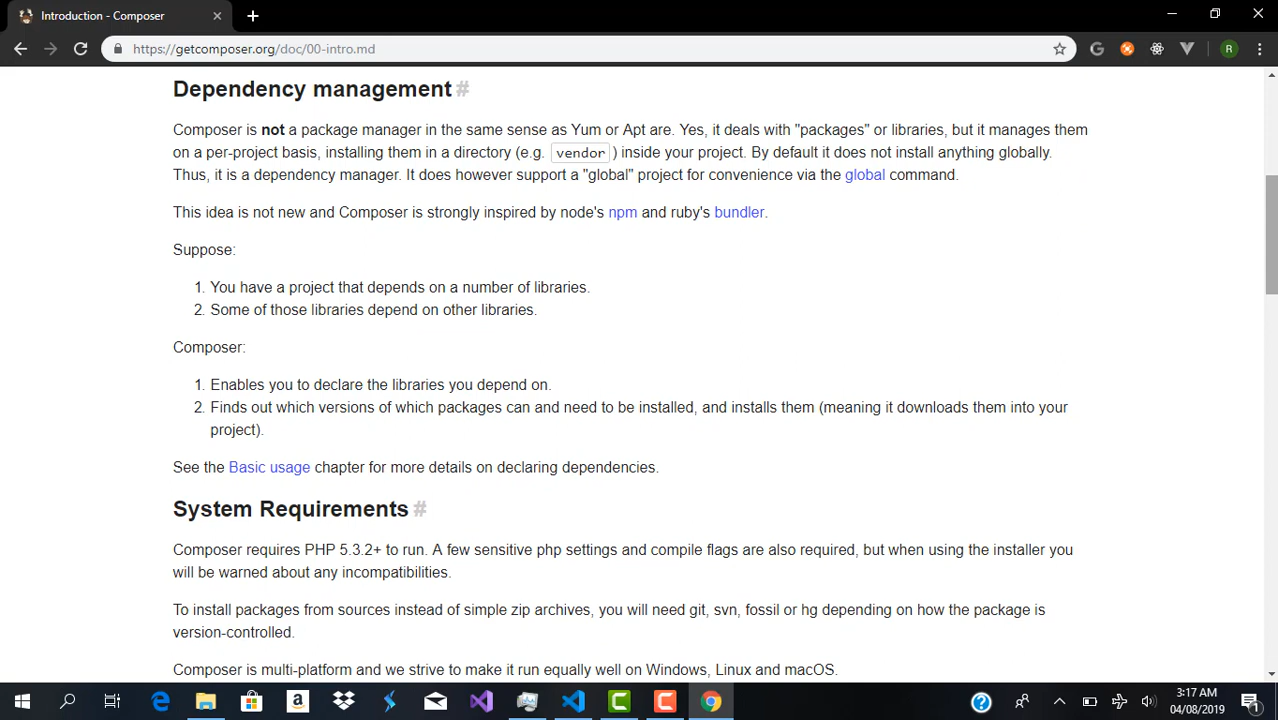 Introduction - Composer
https://getcomposer.org/doc/00-intro.md
R
Dependency management #
Composer is not a package manager in the same sense as Yum or Apt are. Yes, it deals with "packages" or libraries, but it manages them
on a per-project basis, installing them in a directory (e.g. vendor ) inside your project. By default it does not install anything globally.
Thus, it is a dependency manager. It does however support a "global" project for convenience via the global command.
This idea is not new and Composer is strongly inspired by node's npm and ruby's bundler.
Suppose:
1. You have a project that depends on a number of libraries.
2. Some of those libraries depend on other libraries.
Composer:
1. Enables you to declare the libraries you depend on.
2. Finds out which versions of which packages can and need to be installed, and installs them (meaning it downloads them into your
project).
See the Basic usage chapter for more details on declaring dependencies.
System Requirements #
Composer requires PHP 5.3.2+ to run. A few sensitive php settings and compile flags are also required, but when using the installer you
will be warned about any incompatibilities.
To install packages from sources instead of simple zip archives, you will need git, svn, fossil or hg depending on how the package is
version-controlled.
Composer is multi-platform and we strive to make it run equally well on Windows, Linux and macOS.
3:17 AM
04/08/2019
1